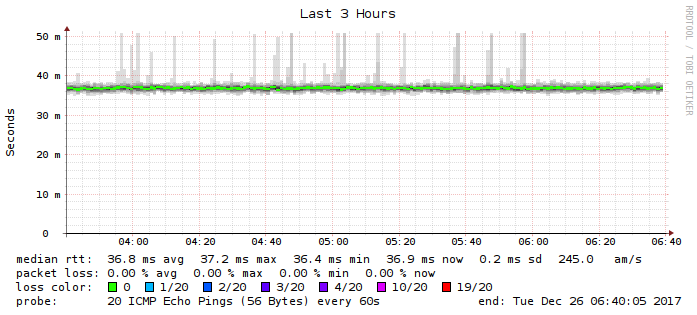 Last 3 Hours
RRDTOOL / TOBI OETIKER
Seconds
50 m
40 m
30 m
20 m
10 m
0
04:00 04:20 04:40 05:00 05:20 05:40 06:00 06:20 06:40
median rtt: 36.8 ms avg 37.2 ms max 36.4 ms min 36.9 ms now 0.2 ms sd 245.0 am/s
packet loss: 0.00 % avg 0.00 % max 0.00 % min 0.00 % now
loss color: 0 1/20 2/20 3/20 4/20 10/20 19/20
probe: 20 ICMP Echo Pings (56 Bytes) every 60s end: Tue Dec 26 06:40:05 2017